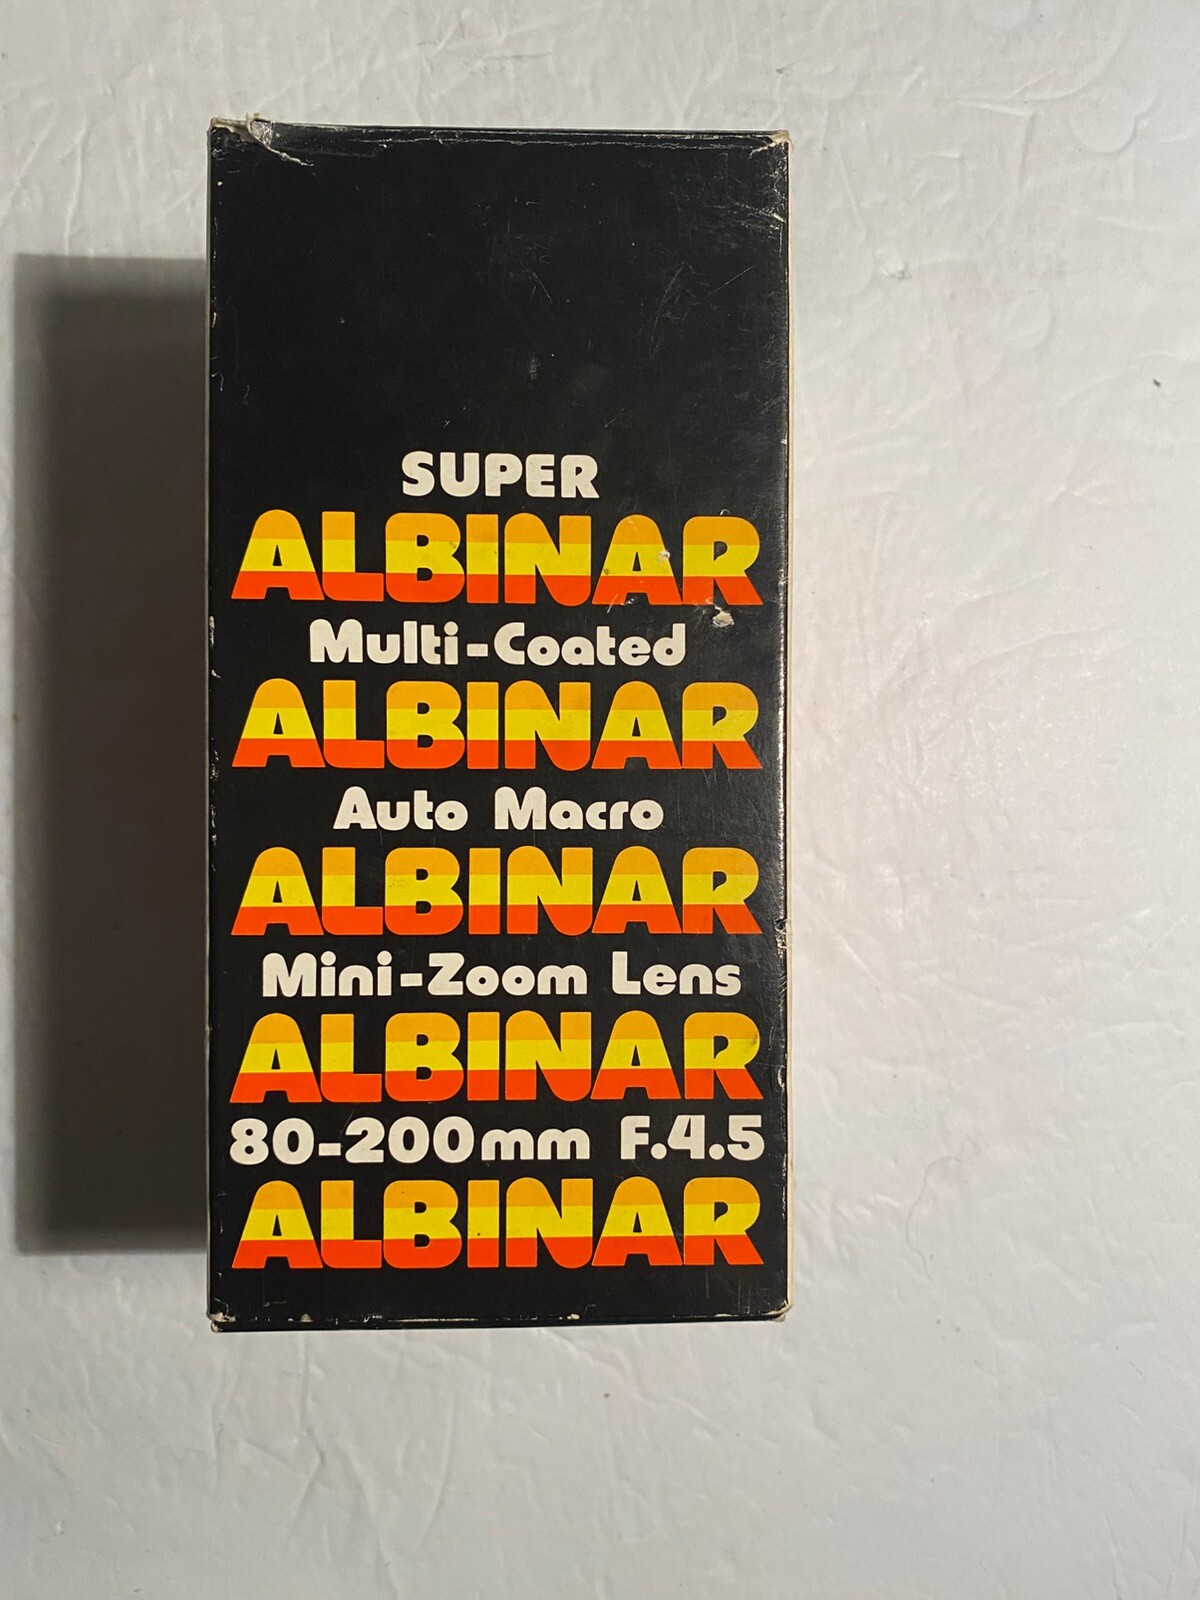 SUPER
ALBINAR
Multi-Coated
ALBINAR
Auto Macro
ALBINAR
Mini-Zoom Lens
ALBINAR
80-200mm F.4.5
ALBINAR